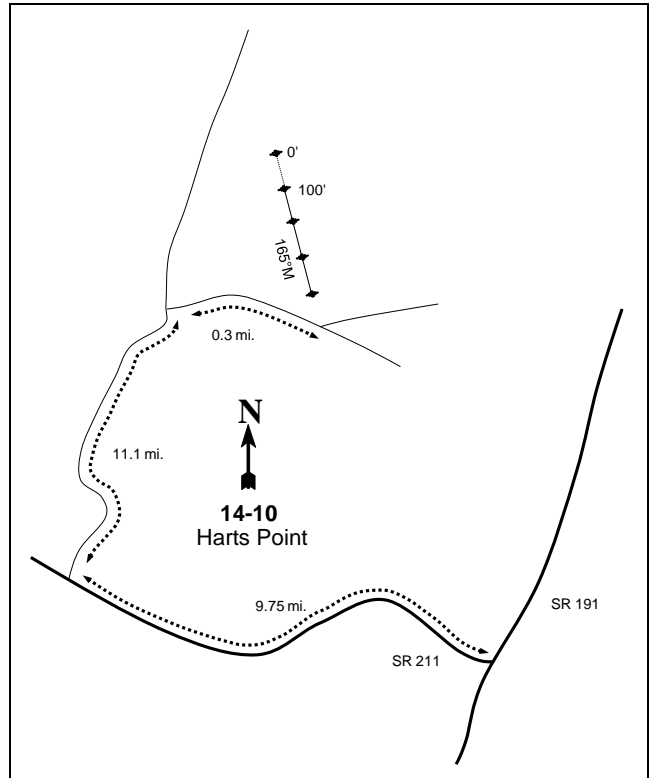 0'
100'
165°M
0.3 mi.
N
11.1 mi.
14-10
Harts Point
9.75 mi.
SR 191
SR 211